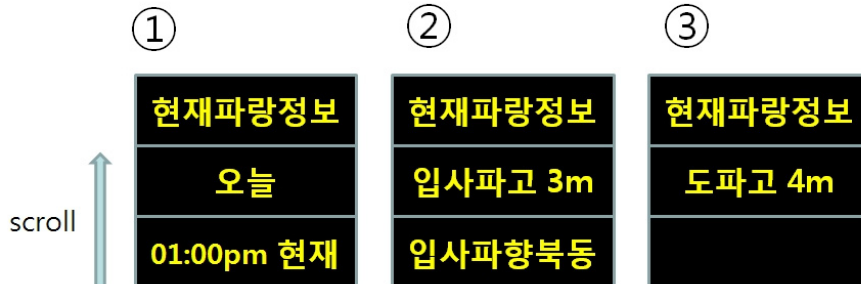 ① ② ③
현재파랑정보 현재파랑정보 현재파랑정보
오늘 입사파고 3m 도파고 4m
scroll
01:00pm 현재 입사파향북동